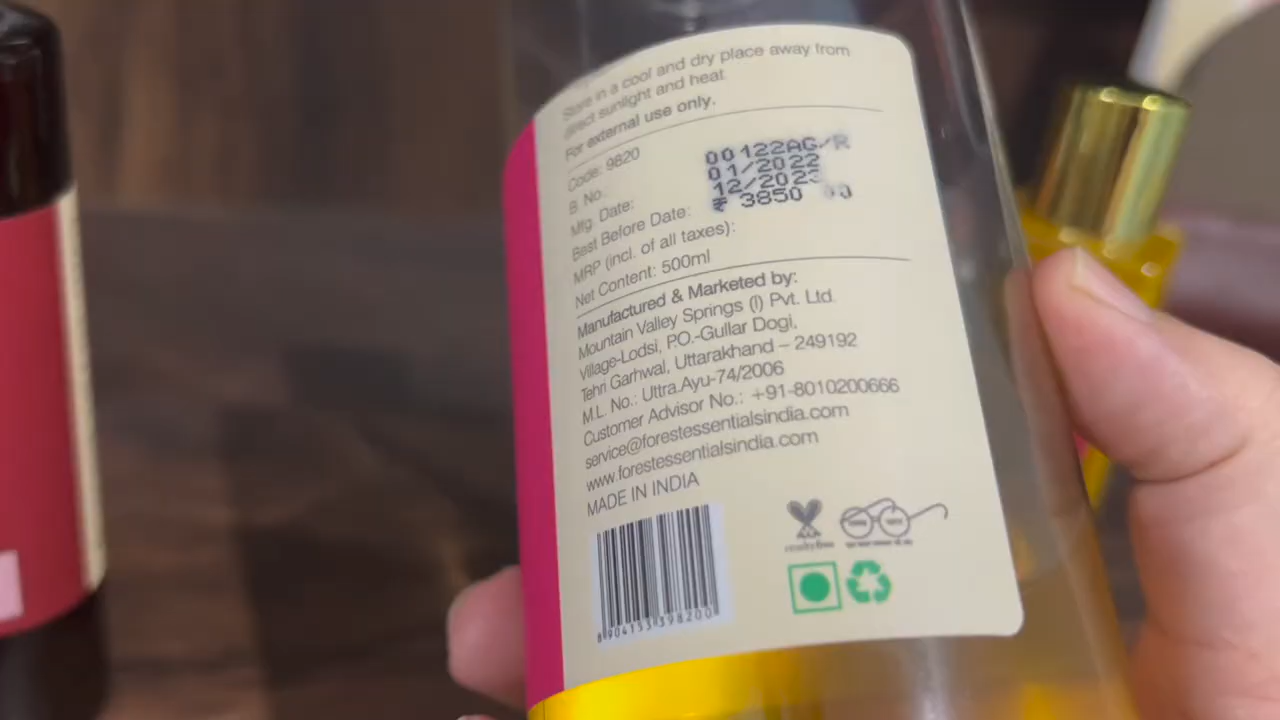 Store in a cool and dry place away from
direct sunlight and heat.
For external use only.
Code: 9820
B. No.: 00122AG/R
Mfg. Date: 01/2022
Best Before Date: 12/2023
MRP (incl. of all taxes): ₹ 3850
Net Content: 500ml
Manufactured & Marketed by:
Mountain Valley Springs (I) Pvt. Ltd.
Village-Lodsi, P.O.-Gullar Dogi,
Tehri Garhwal, Uttarakhand – 249192
M.L. No.: Uttra.Ayu-74/2006
Customer Advisor No.: +91-8010200666
service@forestessentialsindia.com
www.forestessentialsindia.com
MADE IN INDIA
crueltyfree